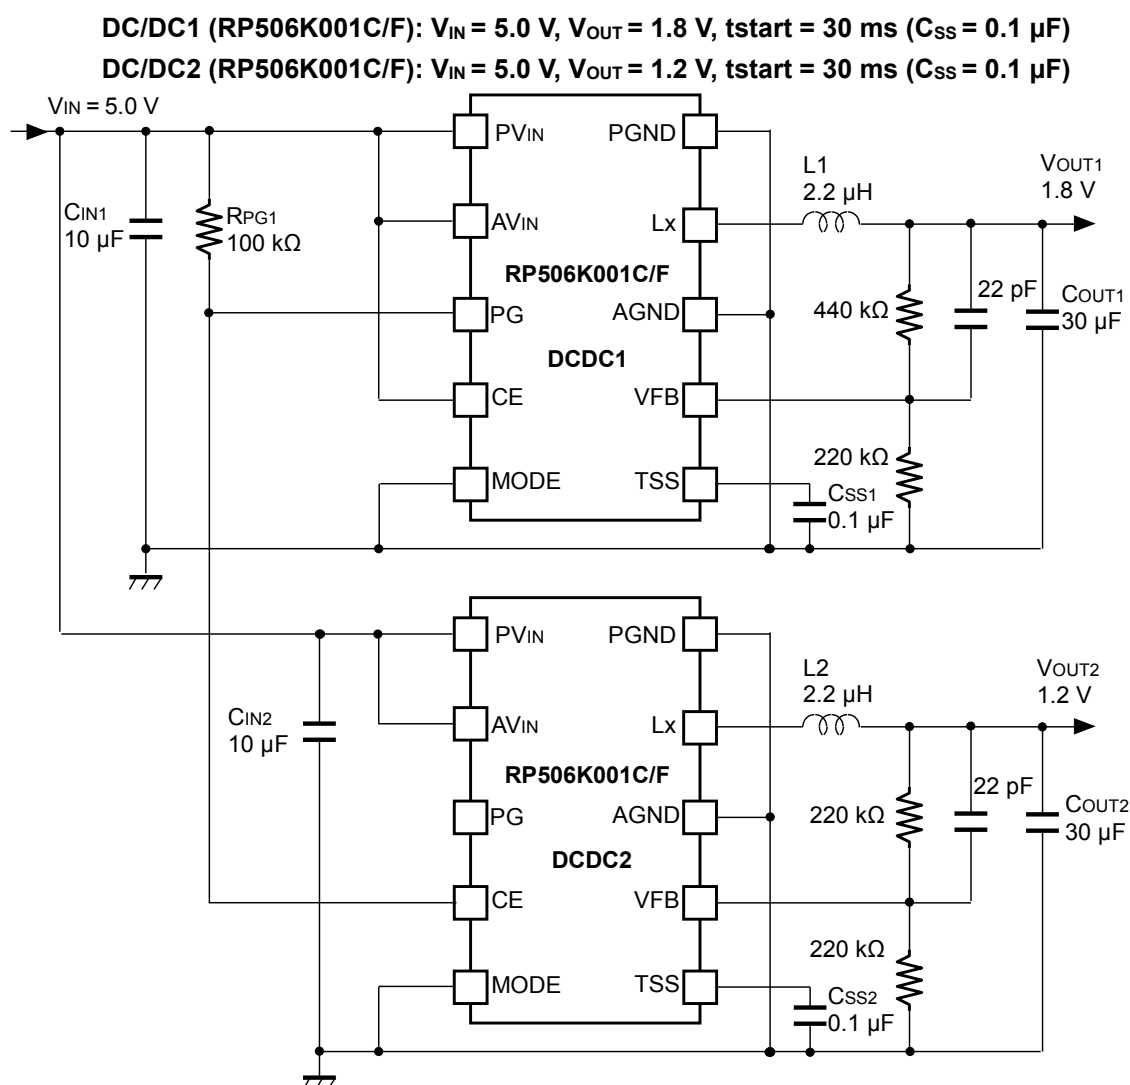 DC/DC1 (RP506K001C/F): VIN = 5.0 V, VOUT = 1.8 V, tstart = 30 ms (CSS = 0.1 µF)
DC/DC2 (RP506K001C/F): VIN = 5.0 V, VOUT = 1.2 V, tstart = 30 ms (CSS = 0.1 µF)
VIN = 5.0 V
PVIN
PGND
L1
2.2 µH
VOUT1
1.8 V
CIN1
10 µF
RPG1
100 kΩ
AVIN
Lx
RP506K001C/F
PG
AGND
440 kΩ
22 pF
COUT1
30 µF
DCDC1
CE
VFB
220 kΩ
MODE
TSS
CSS1
0.1 µF
PVIN
PGND
L2
2.2 µH
VOUT2
1.2 V
CIN2
10 µF
AVIN
Lx
RP506K001C/F
PG
AGND
220 kΩ
22 pF
COUT2
30 µF
DCDC2
CE
VFB
220 kΩ
MODE
TSS
CSS2
0.1 µF